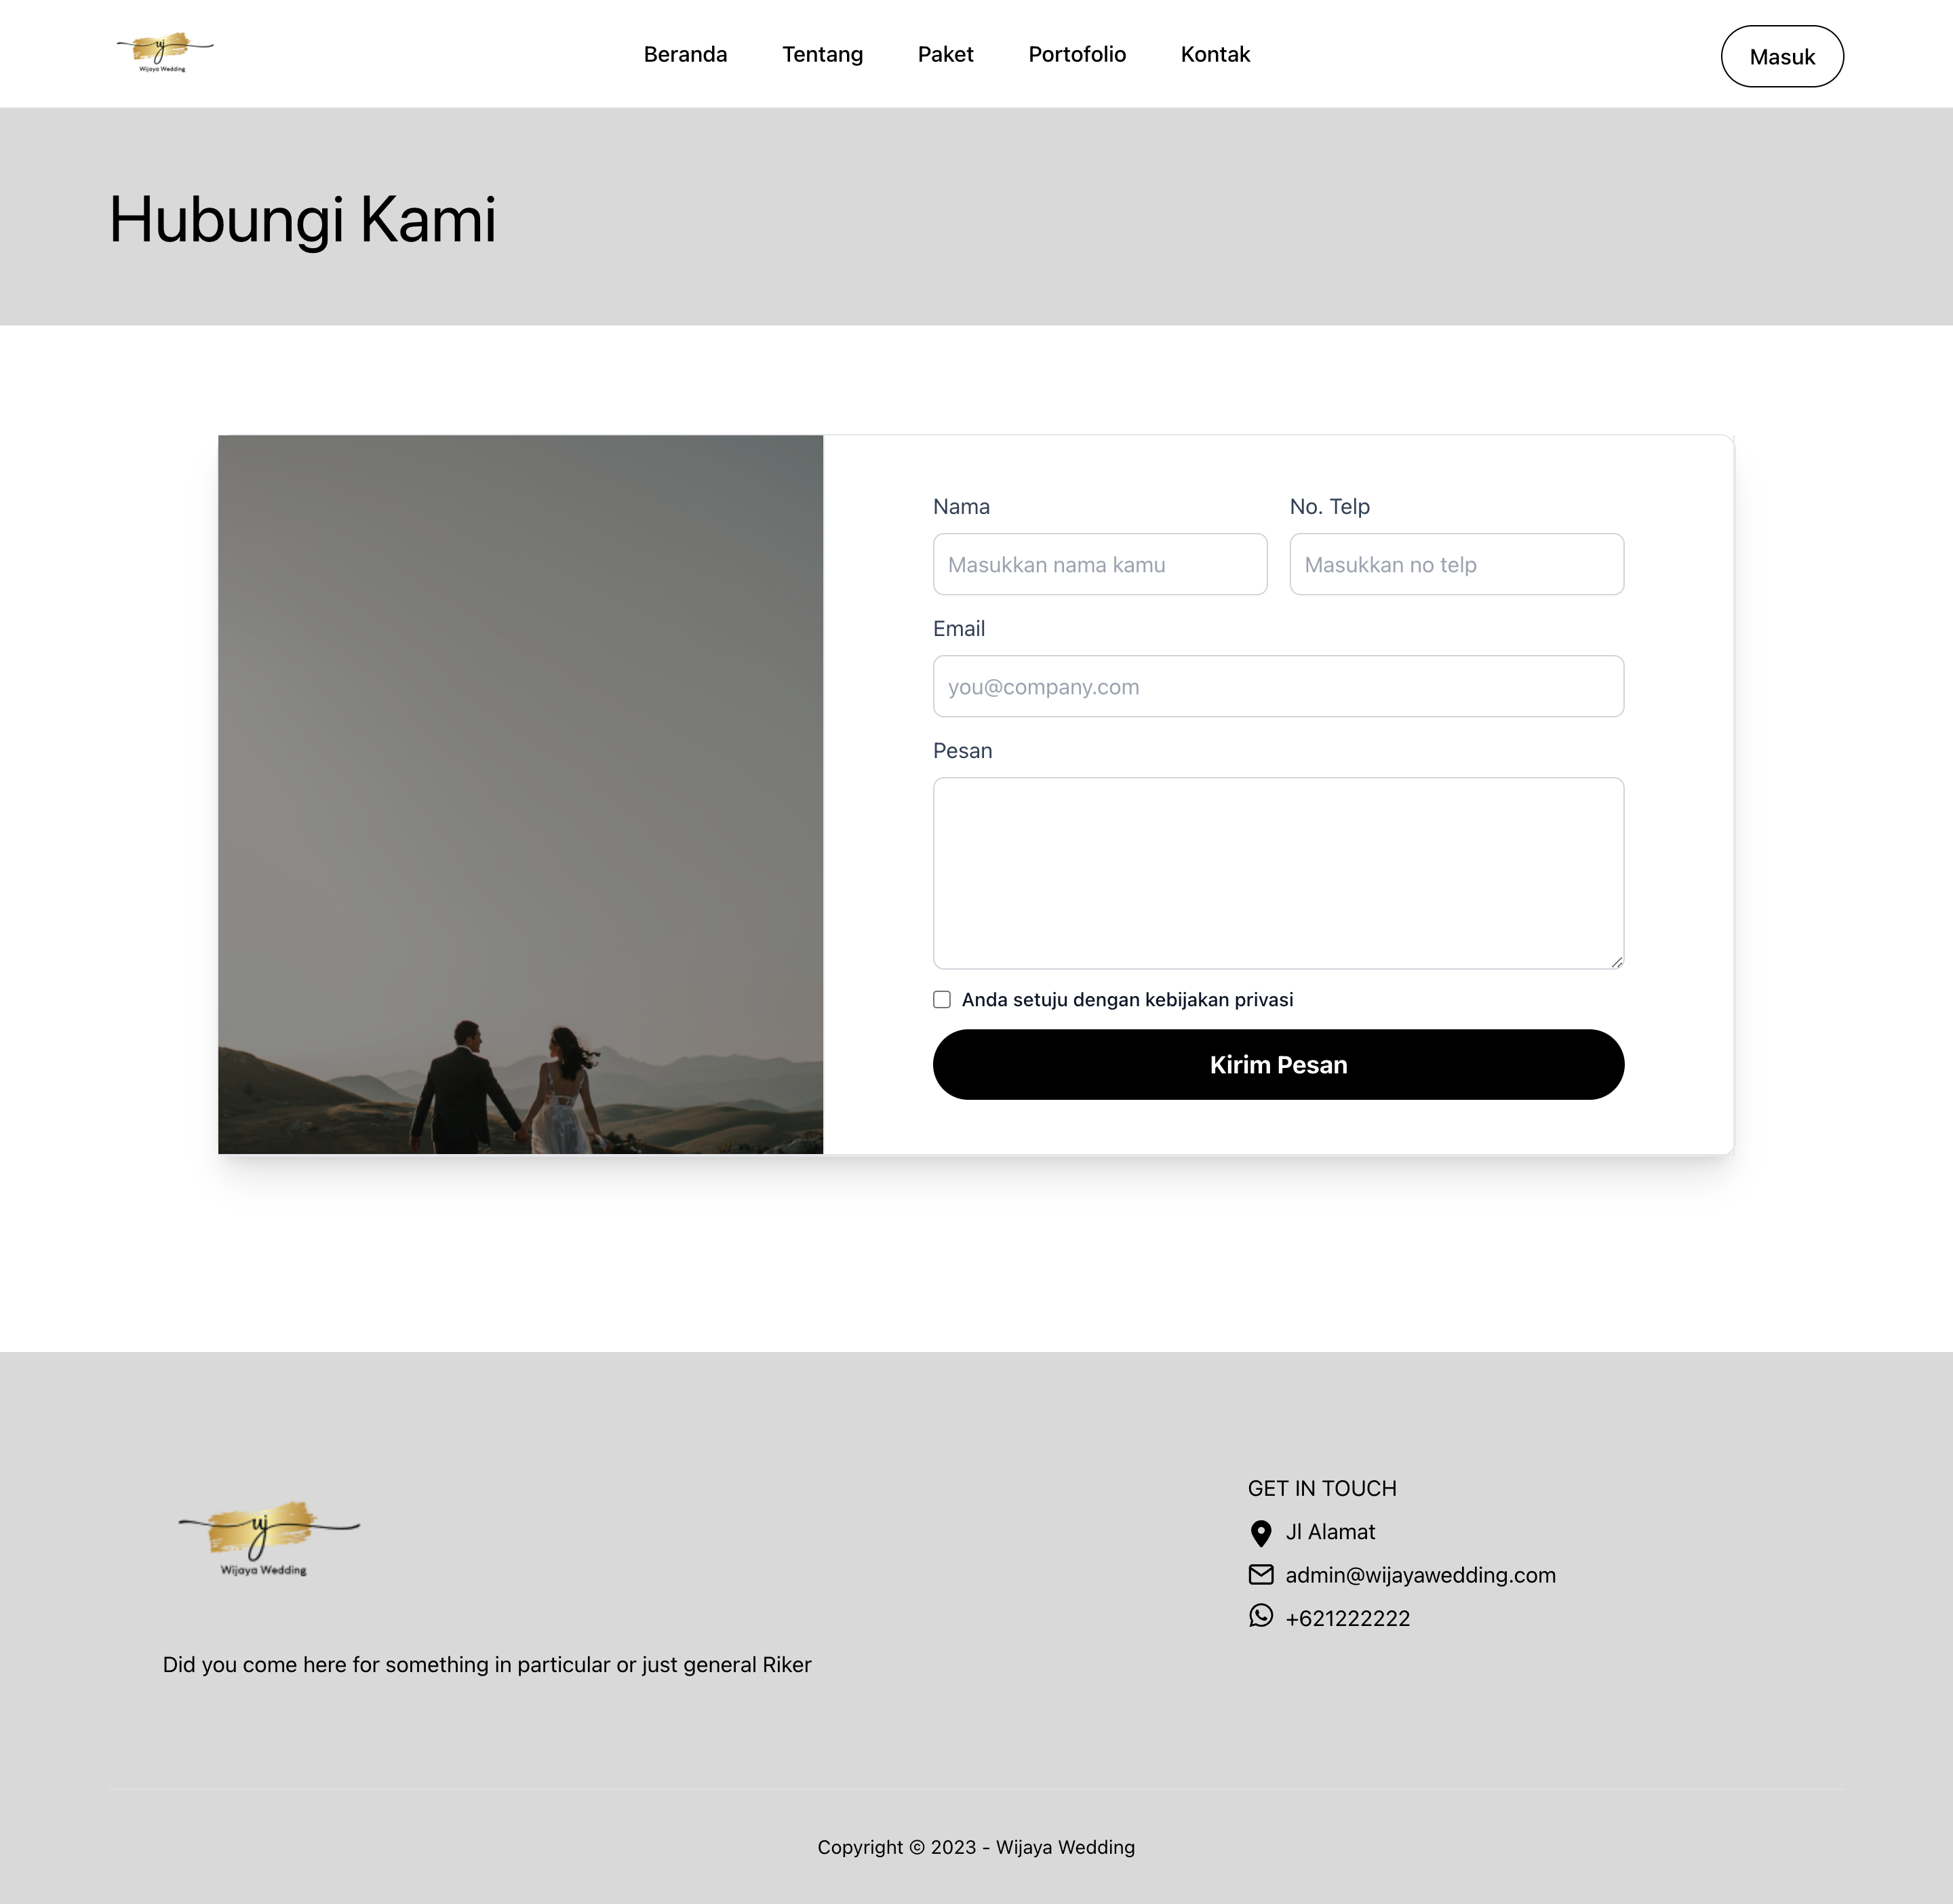 Wijaya Wedding
Beranda
Tentang
Paket
Portofolio
Kontak
Masuk
Hubungi Kami
Nama
No. Telp
Masukkan nama kamu
Masukkan no telp
Email
you@company.com
Pesan
Anda setuju dengan kebijakan privasi
Kirim Pesan
wj
Wijaya Wedding
Did you come here for something in particular or just general Riker
GET IN TOUCH
Jl Alamat
admin@wijayawedding.com
+621222222
Copyright © 2023 - Wijaya Wedding